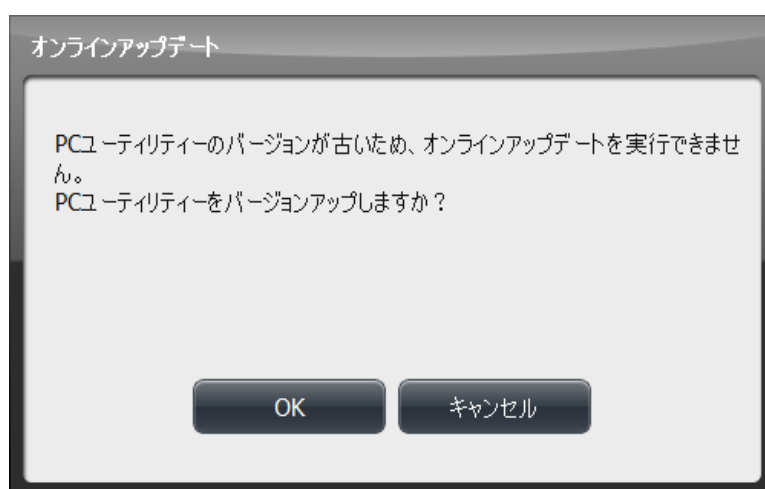 オンラインアップデート
PCユーティリティーのバージョンが古いため、オンラインアップデートを実行できませ
ん。
PCユーティリティーをバージョンアップしますか？
OK
キャンセル